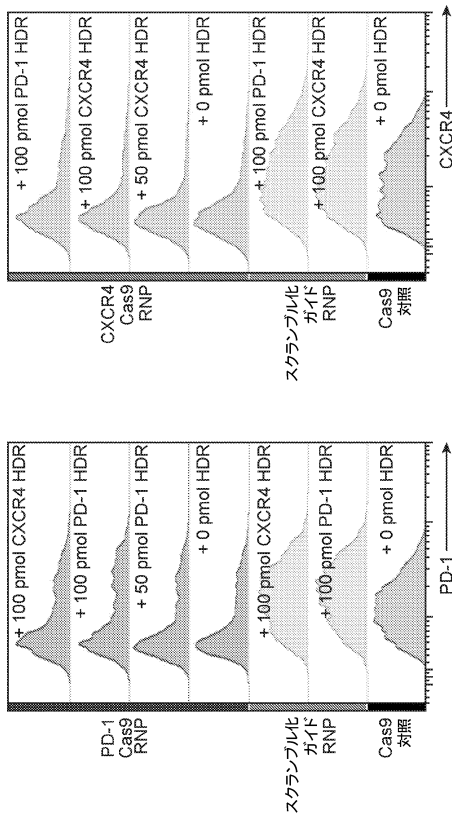 PD-1
Cas9
RNP
スクランブル化
ガイド
RNP
Cas9
対照
+ 100 pmol CXCR4 HDR
+ 100 pmol PD-1 HDR
+ 50 pmol PD-1 HDR
+ 0 pmol HDR
+ 100 pmol CXCR4 HDR
+ 100 pmol PD-1 HDR
+ 0 pmol HDR
PD-1
CXCR4
Cas9
RNP
スクランブル化
ガイド
RNP
Cas9
対照
+ 100 pmol PD-1 HDR
+ 100 pmol CXCR4 HDR
+ 50 pmol CXCR4 HDR
+ 0 pmol HDR
+ 100 pmol PD-1 HDR
+ 100 pmol CXCR4 HDR
+ 0 pmol HDR
CXCR4